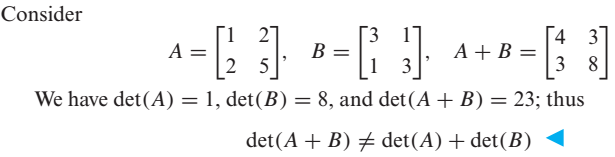 Consider
A = [1 2; 2 5], B = [3 1; 1 3], A + B = [4 3; 3 8]
We have det(A) = 1, det(B) = 8, and det(A + B) = 23; thus
det(A + B) ≠ det(A) + det(B) ◀